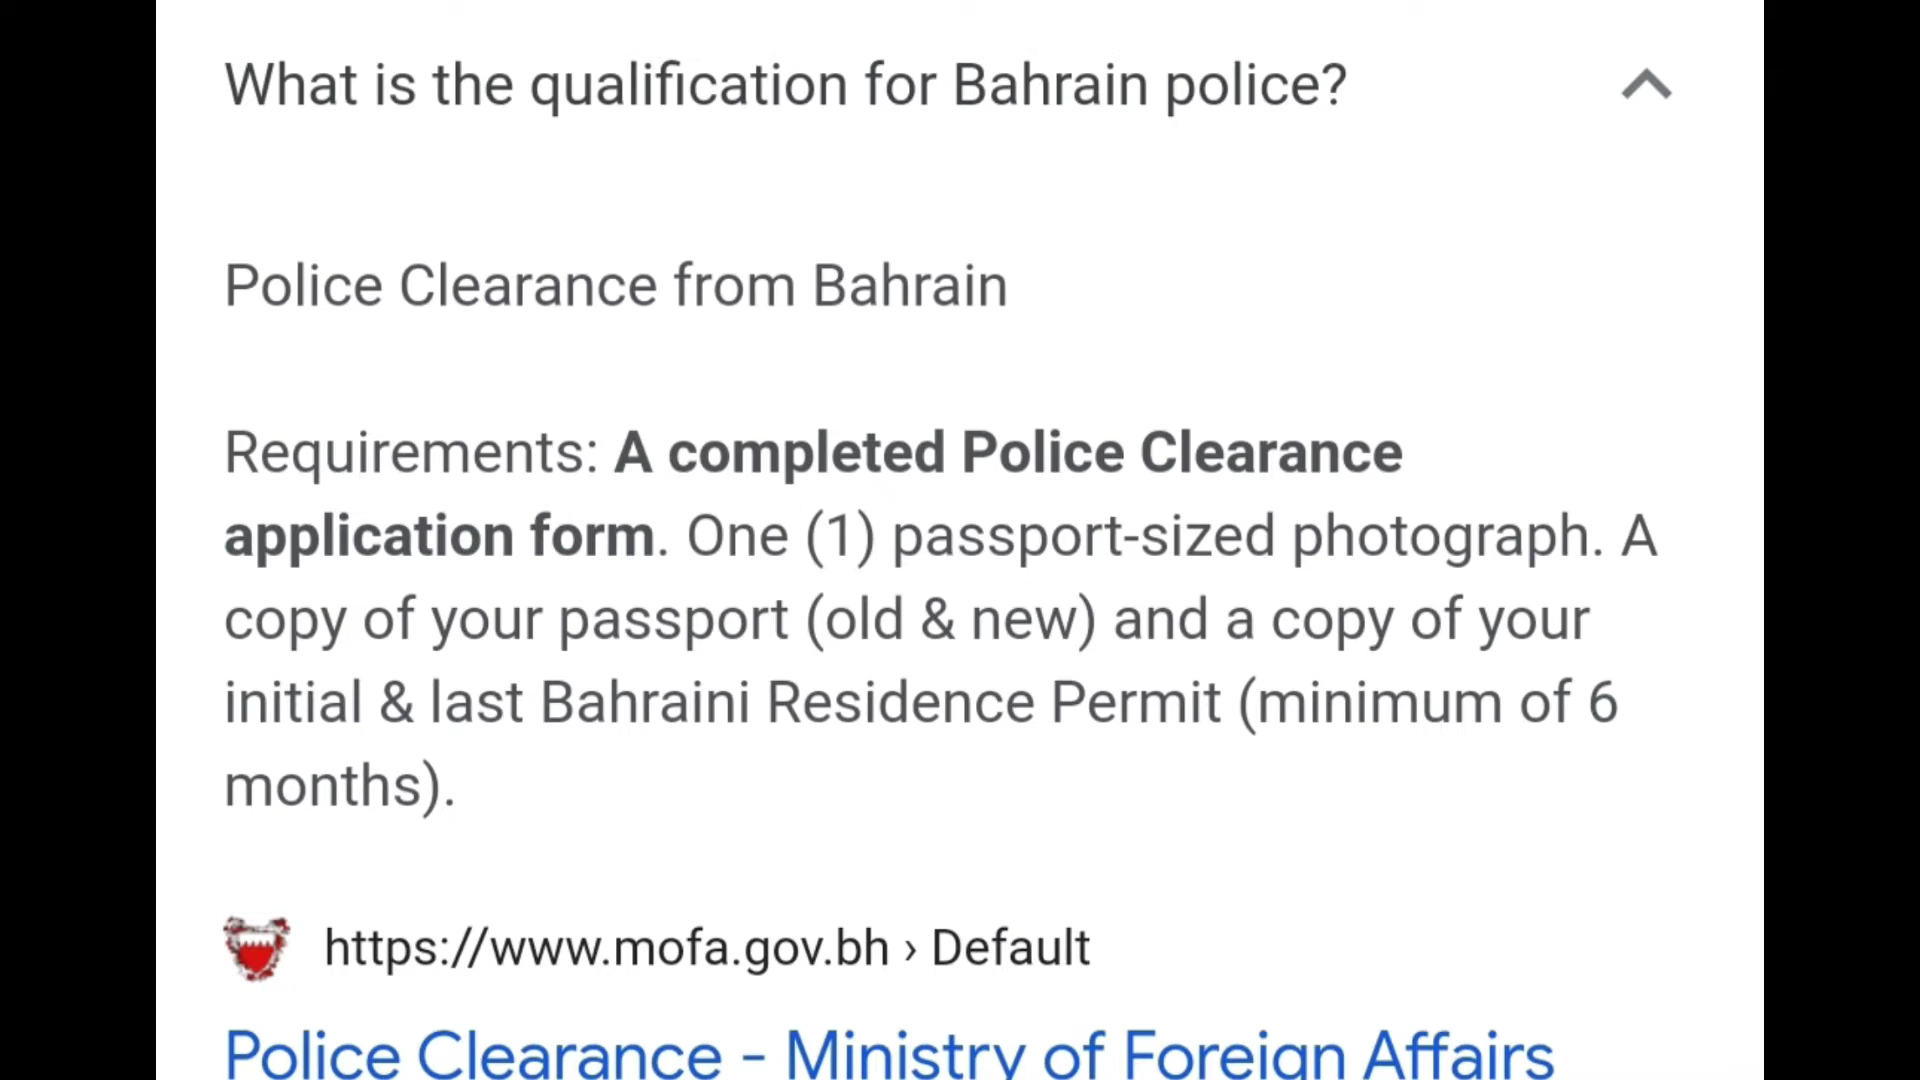 What is the qualification for Bahrain police?
Police Clearance from Bahrain
Requirements: A completed Police Clearance
application form. One (1) passport-sized photograph. A
copy of your passport (old & new) and a copy of your
initial & last Bahraini Residence Permit (minimum of 6
months).
https://www.mofa.gov.bh › Default
Police Clearance - Ministry of Foreign Affairs